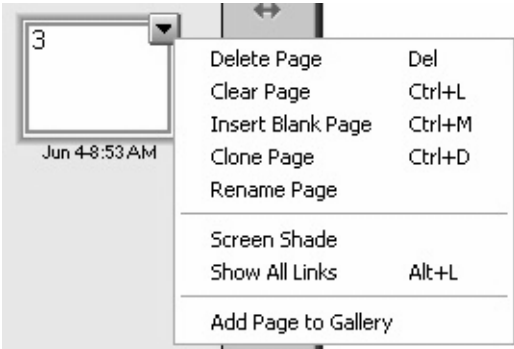 3
Jun 4-8:53 AM
Delete Page Del
Clear Page Ctrl+L
Insert Blank Page Ctrl+M
Clone Page Ctrl+D
Rename Page
Screen Shade
Show All Links Alt+L
Add Page to Gallery